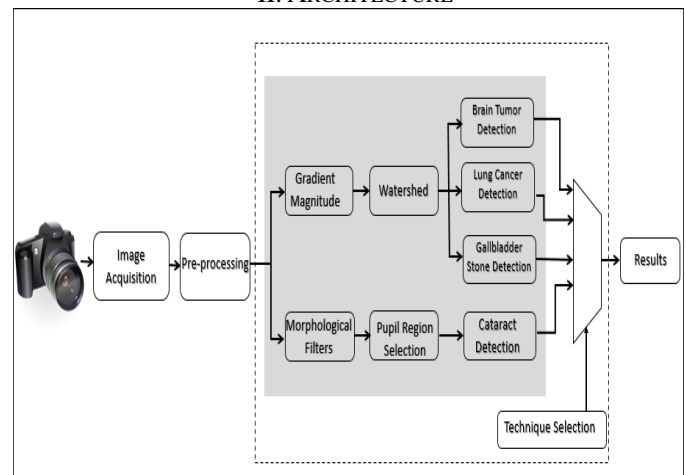 II. ARCHITECTURE
Image
Acquisition
Pre-processing
Gradient
Magnitude
Watershed
Brain Tumor
Detection
Lung Cancer
Detection
Gallbladder
Stone Detection
Morphological
Filters
Pupil Region
Selection
Cataract
Detection
Results
Technique Selection